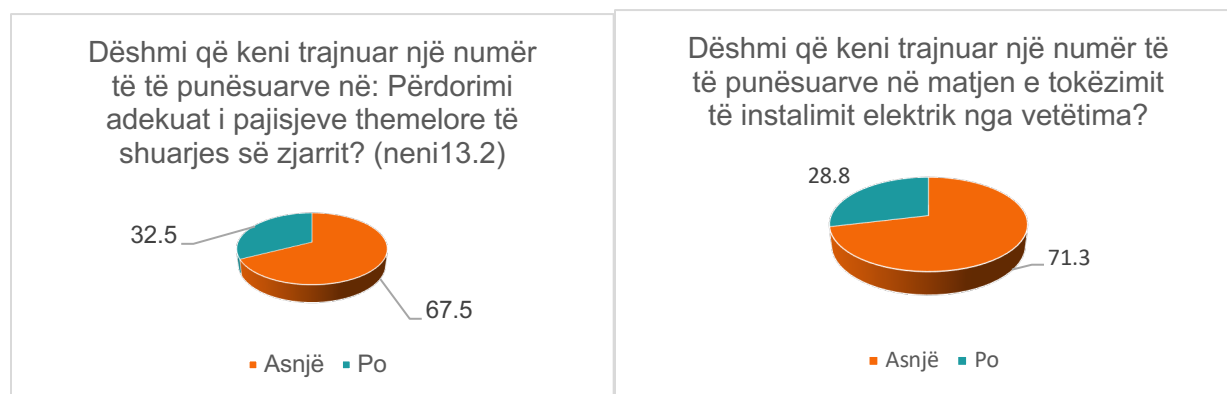 Dëshmi që keni trajnuar një numër
të të punësuarve në: Përdorimi
adekuat i pajisjeve themelore të
shuarjes së zjarrit? (neni13.2)
32.5
67.5
Asnjë Po
Dëshmi që keni trajnuar një numër të
të punësuarve në matjen e tokëzimit
të instalimit elektrik nga vetëtima?
28.8
71.3
Asnjë Po